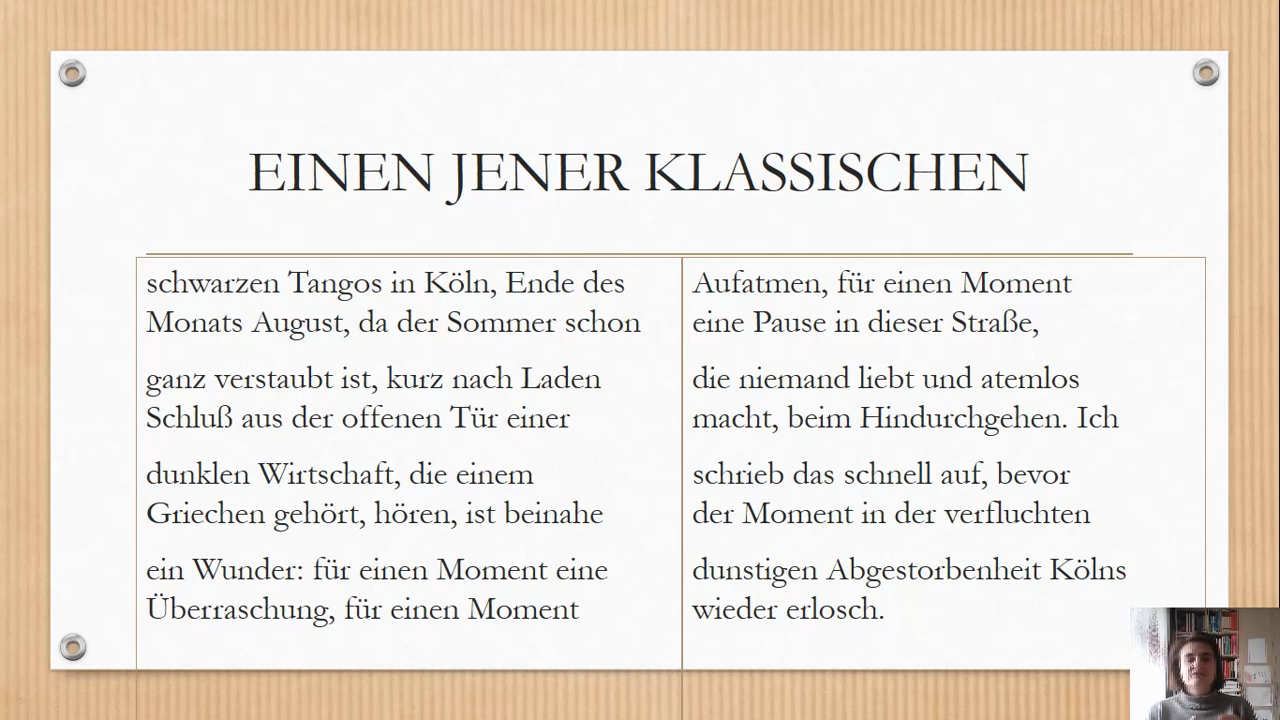 EINEN JENER KLASSISCHEN
schwarzen Tangos in Köln, Ende des
Monats August, da der Sommer schon
ganz verstaubt ist, kurz nach Laden
Schluß aus der offenen Tür einer
dunklen Wirtschaft, die einem
Griechen gehört, hören, ist beinahe
ein Wunder: für einen Moment eine
Überraschung, für einen Moment
Aufatmen, für einen Moment
eine Pause in dieser Straße,
die niemand liebt und atemlos
macht, beim Hindurchgehen. Ich
schrieb das schnell auf, bevor
der Moment in der verfluchten
dunstigen Abgestorbenheit Kölns
wieder erlosch.